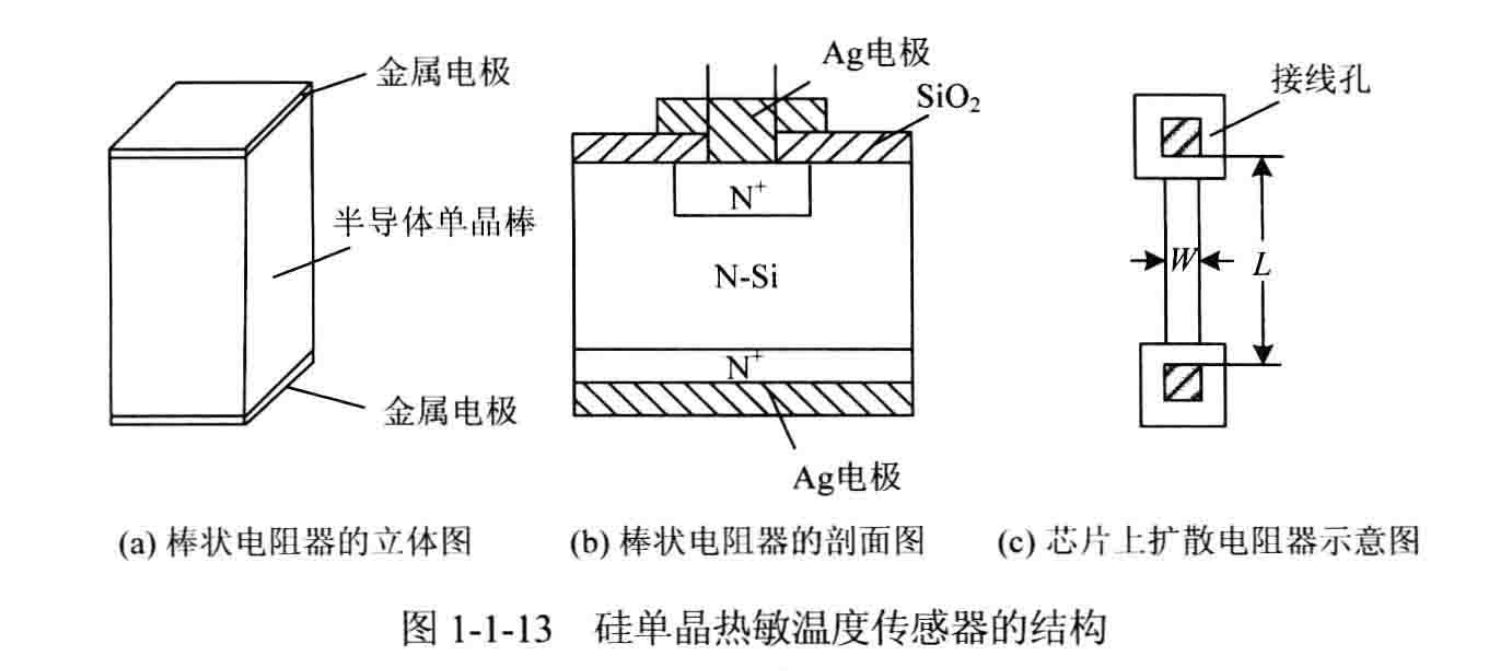 金属电极
半导体单晶棒
金属电极
Ag电极
SiO₂
N⁺
N-Si
N⁺
Ag电极
接线孔
W
L
(a) 棒状电阻器的立体图
(b) 棒状电阻器的剖面图
(c) 芯片上扩散电阻器示意图
图 1-1-13 硅单晶热敏温度传感器的结构